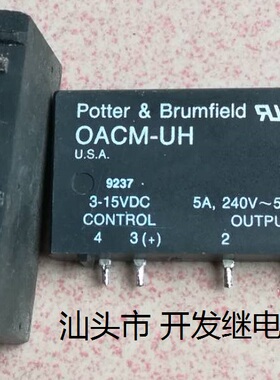 Potter & Brumfield
OACM-UH
U.S.A.
9237
3-15VDC 5A, 240V~5
CONTROL OUTPU
4 3(+) 2
汕头市 开发继电